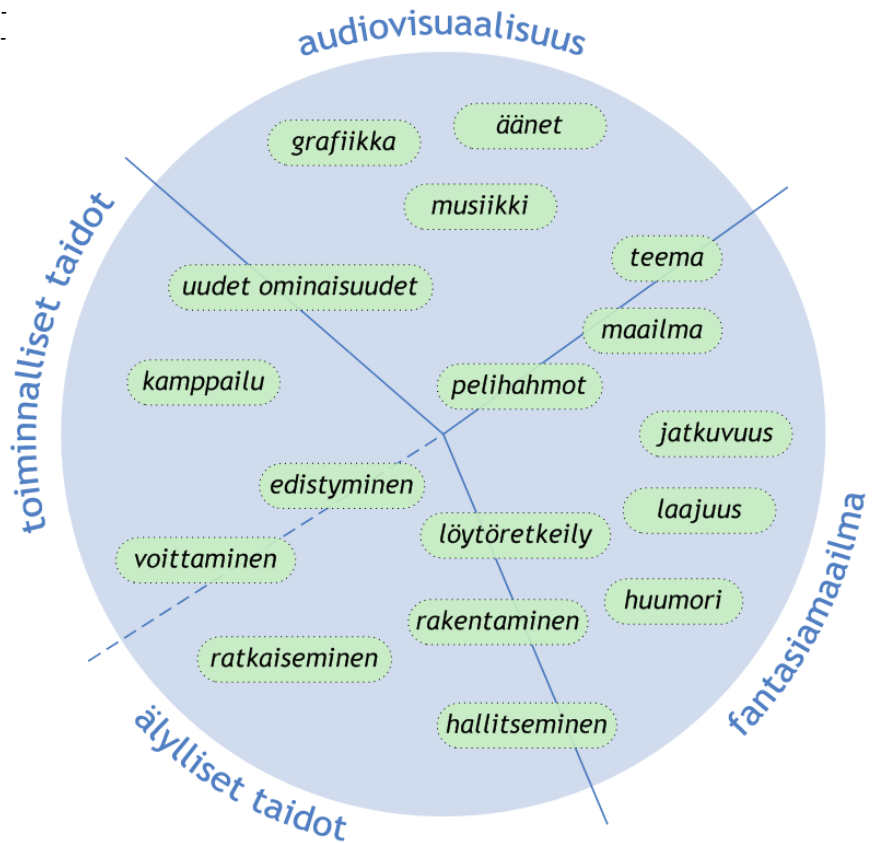 -
-
audiovisuaalisuus
grafiikka
äänet
musiikki
toiminnalliset taidot
teema
uudet ominaisuudet
maailma
kamppailu
pelihahmot
jatkuvuus
edistyminen
laajuus
löytöretkeily
voittaminen
huumori
rakentaminen
ratkaiseminen
fantasiamaailma
hallitseminen
älylliset taidot